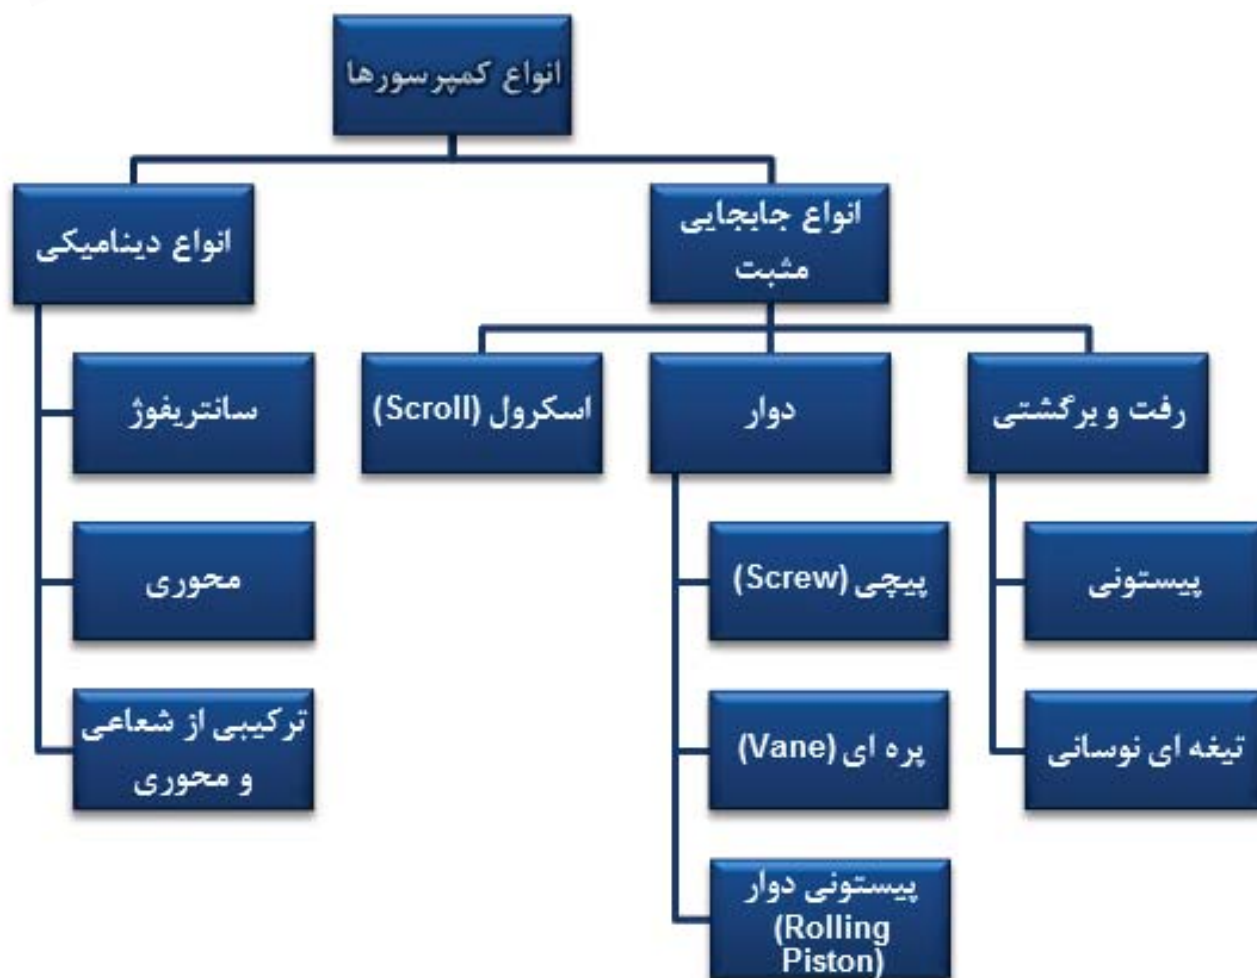 انواع کمپرسورها
انواع جابجایی
مثبت
انواع دینامیکی
رفت و برگشتی
دوار
اسکرول (Scroll)
سانتریفوژ
پیستونی
پیچی (Screw)
محوری
تیغه ای نوسانی
پره ای (Vane)
ترکیبی از شعاعی
و محوری
پیستونی دوار
(Rolling
Piston)